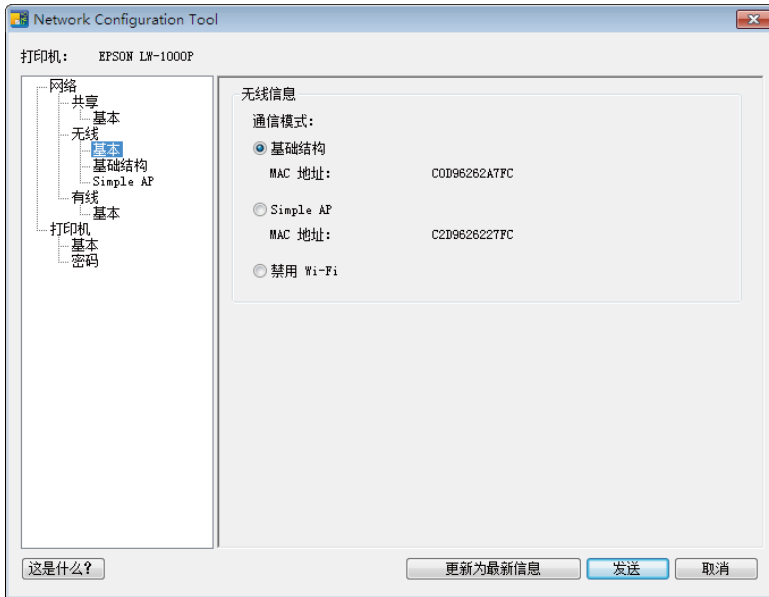 Network Configuration Tool
打印机: EPSON LW-1000P
网络
共享
基本
无线
基本
基础结构
Simple AP
有线
基本
打印机
基本
密码
无线信息
通信模式:
基础结构
MAC 地址: C0D96262A7FC
Simple AP
MAC 地址: C2D9626227FC
禁用 Wi-Fi
这是什么? 更新为最新信息 发送 取消